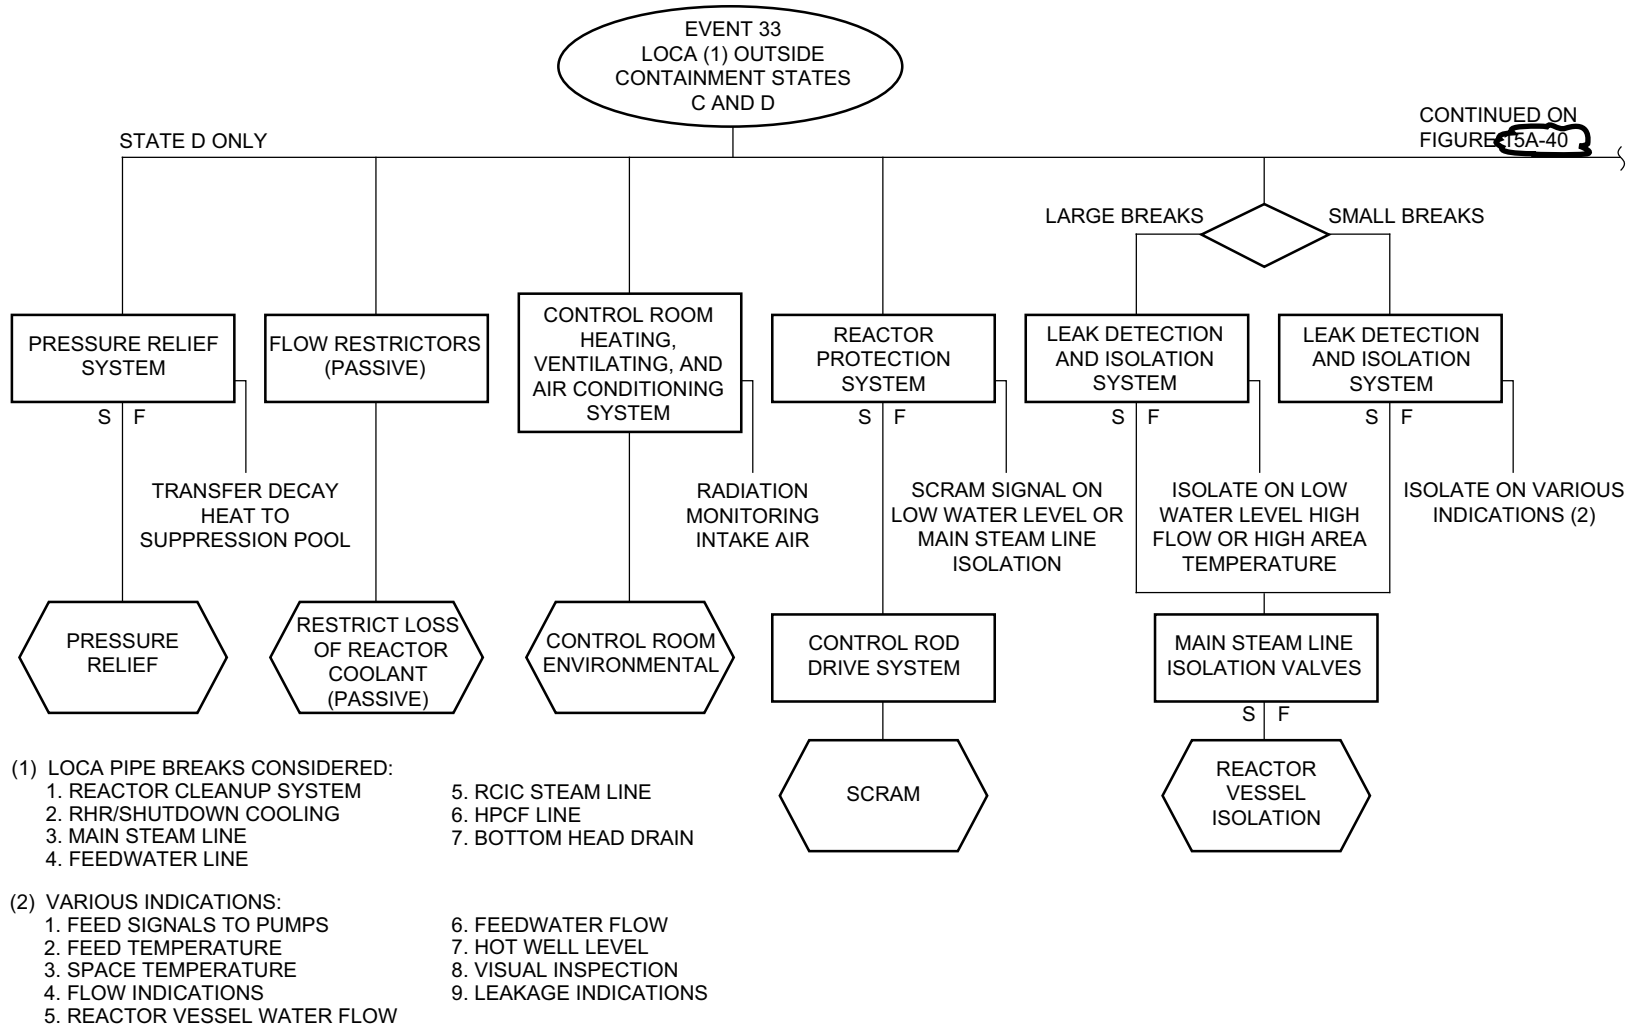 EVENT 33
LOCA (1) OUTSIDE
CONTAINMENT STATES
C AND D
CONTINUED ON
FIGURE 15A-40
STATE D ONLY
LARGE BREAKS
SMALL BREAKS
PRESSURE RELIEF
SYSTEM
FLOW RESTRICTORS
(PASSIVE)
CONTROL ROOM
HEATING,
VENTILATING, AND
AIR CONDITIONING
SYSTEM
REACTOR
PROTECTION
SYSTEM
LEAK DETECTION
AND ISOLATION
SYSTEM
LEAK DETECTION
AND ISOLATION
SYSTEM
S F
S F
S F
S F
TRANSFER DECAY
HEAT TO
SUPPRESSION POOL
RADIATION
MONITORING
INTAKE AIR
SCRAM SIGNAL ON
LOW WATER LEVEL OR
MAIN STEAM LINE
ISOLATION
ISOLATE ON LOW
WATER LEVEL HIGH
FLOW OR HIGH AREA
TEMPERATURE
ISOLATE ON VARIOUS
INDICATIONS (2)
PRESSURE
RELIEF
RESTRICT LOSS
OF REACTOR
COOLANT
(PASSIVE)
CONTROL ROOM
ENVIRONMENTAL
CONTROL ROD
DRIVE SYSTEM
MAIN STEAM LINE
ISOLATION VALVES
S F
SCRAM
REACTOR
VESSEL
ISOLATION
(1) LOCA PIPE BREAKS CONSIDERED:
1. REACTOR CLEANUP SYSTEM
2. RHR/SHUTDOWN COOLING
3. MAIN STEAM LINE
4. FEEDWATER LINE
5. RCIC STEAM LINE
6. HPCF LINE
7. BOTTOM HEAD DRAIN
(2) VARIOUS INDICATIONS:
1. FEED SIGNALS TO PUMPS
2. FEED TEMPERATURE
3. SPACE TEMPERATURE
4. FLOW INDICATIONS
5. REACTOR VESSEL WATER FLOW
6. FEEDWATER FLOW
7. HOT WELL LEVEL
8. VISUAL INSPECTION
9. LEAKAGE INDICATIONS